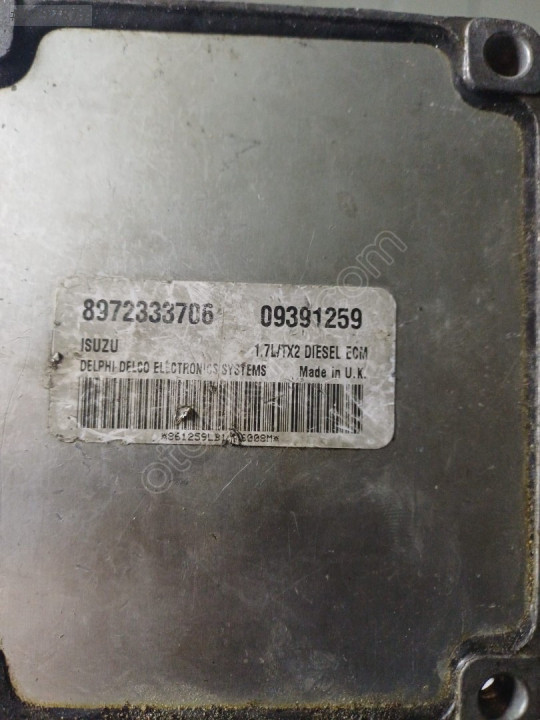 8972333706 09391259
ISUZU 1.7L/TX2 DIESEL ECM
DELPHI DELCO ELECTRONICS SYSTEMS Made in U.K.